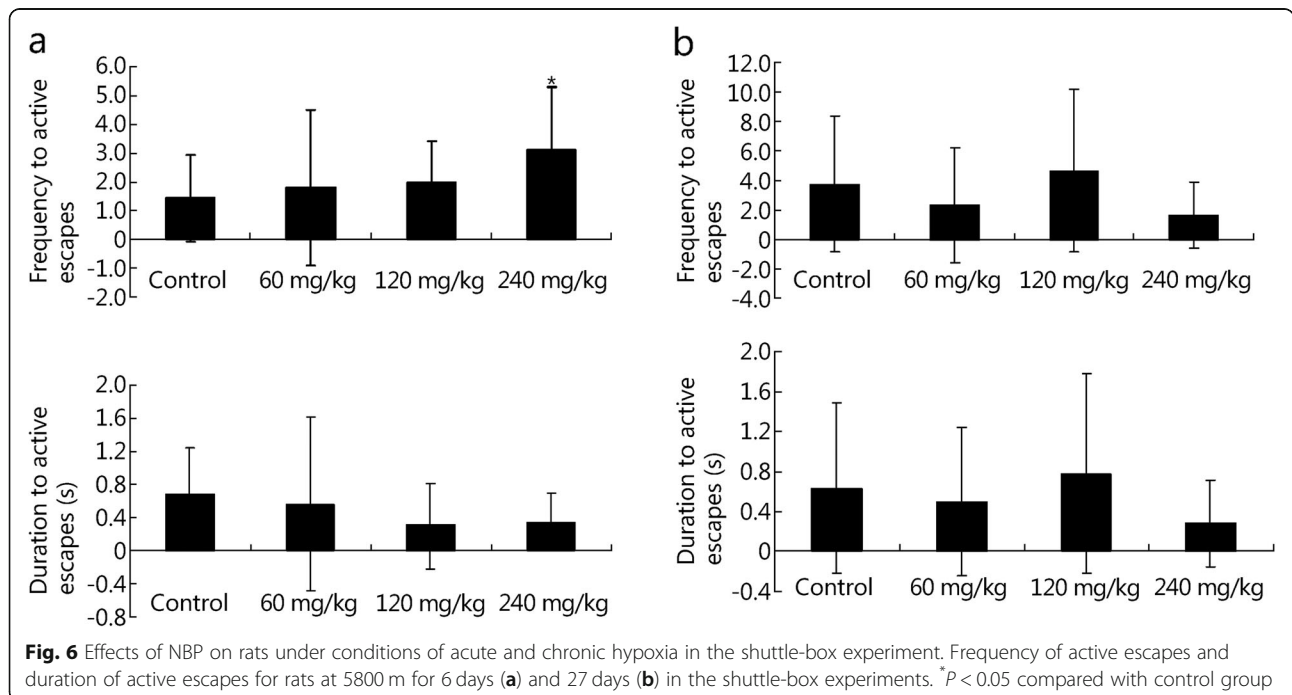 a
6.0
5.0
4.0
3.0
2.0
1.0
0
-1.0
-2.0
Frequency to active
escapes
*
Control 60 mg/kg 120 mg/kg 240 mg/kg
2.0
1.6
1.2
0.8
0.4
0
-0.4
-0.8
Duration to active
escapes (s)
Control 60 mg/kg 120 mg/kg 240 mg/kg
b
12.0
10.0
8.0
6.0
4.0
2.0
0
-2.0
-4.0
Frequency to active
escapes
Control 60 mg/kg 120 mg/kg 240 mg/kg
2.0
1.6
1.2
0.8
0.4
0
-0.4
Duration to active
escapes (s)
Control 60 mg/kg 120 mg/kg 240 mg/kg
Fig. 6 Effects of NBP on rats under conditions of acute and chronic hypoxia in the shuttle-box experiment. Frequency of active escapes and
duration of active escapes for rats at 5800 m for 6 days (a) and 27 days (b) in the shuttle-box experiments. *P < 0.05 compared with control group